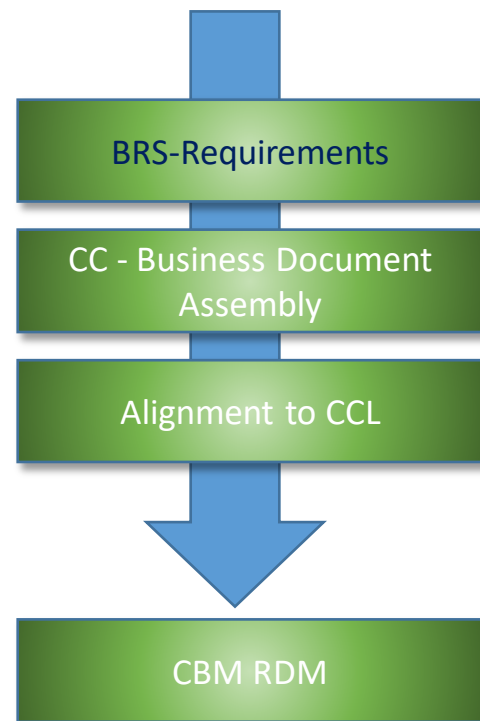 BRS-Requirements
CC - Business Document
Assembly
Alignment to CCL
CBM RDM